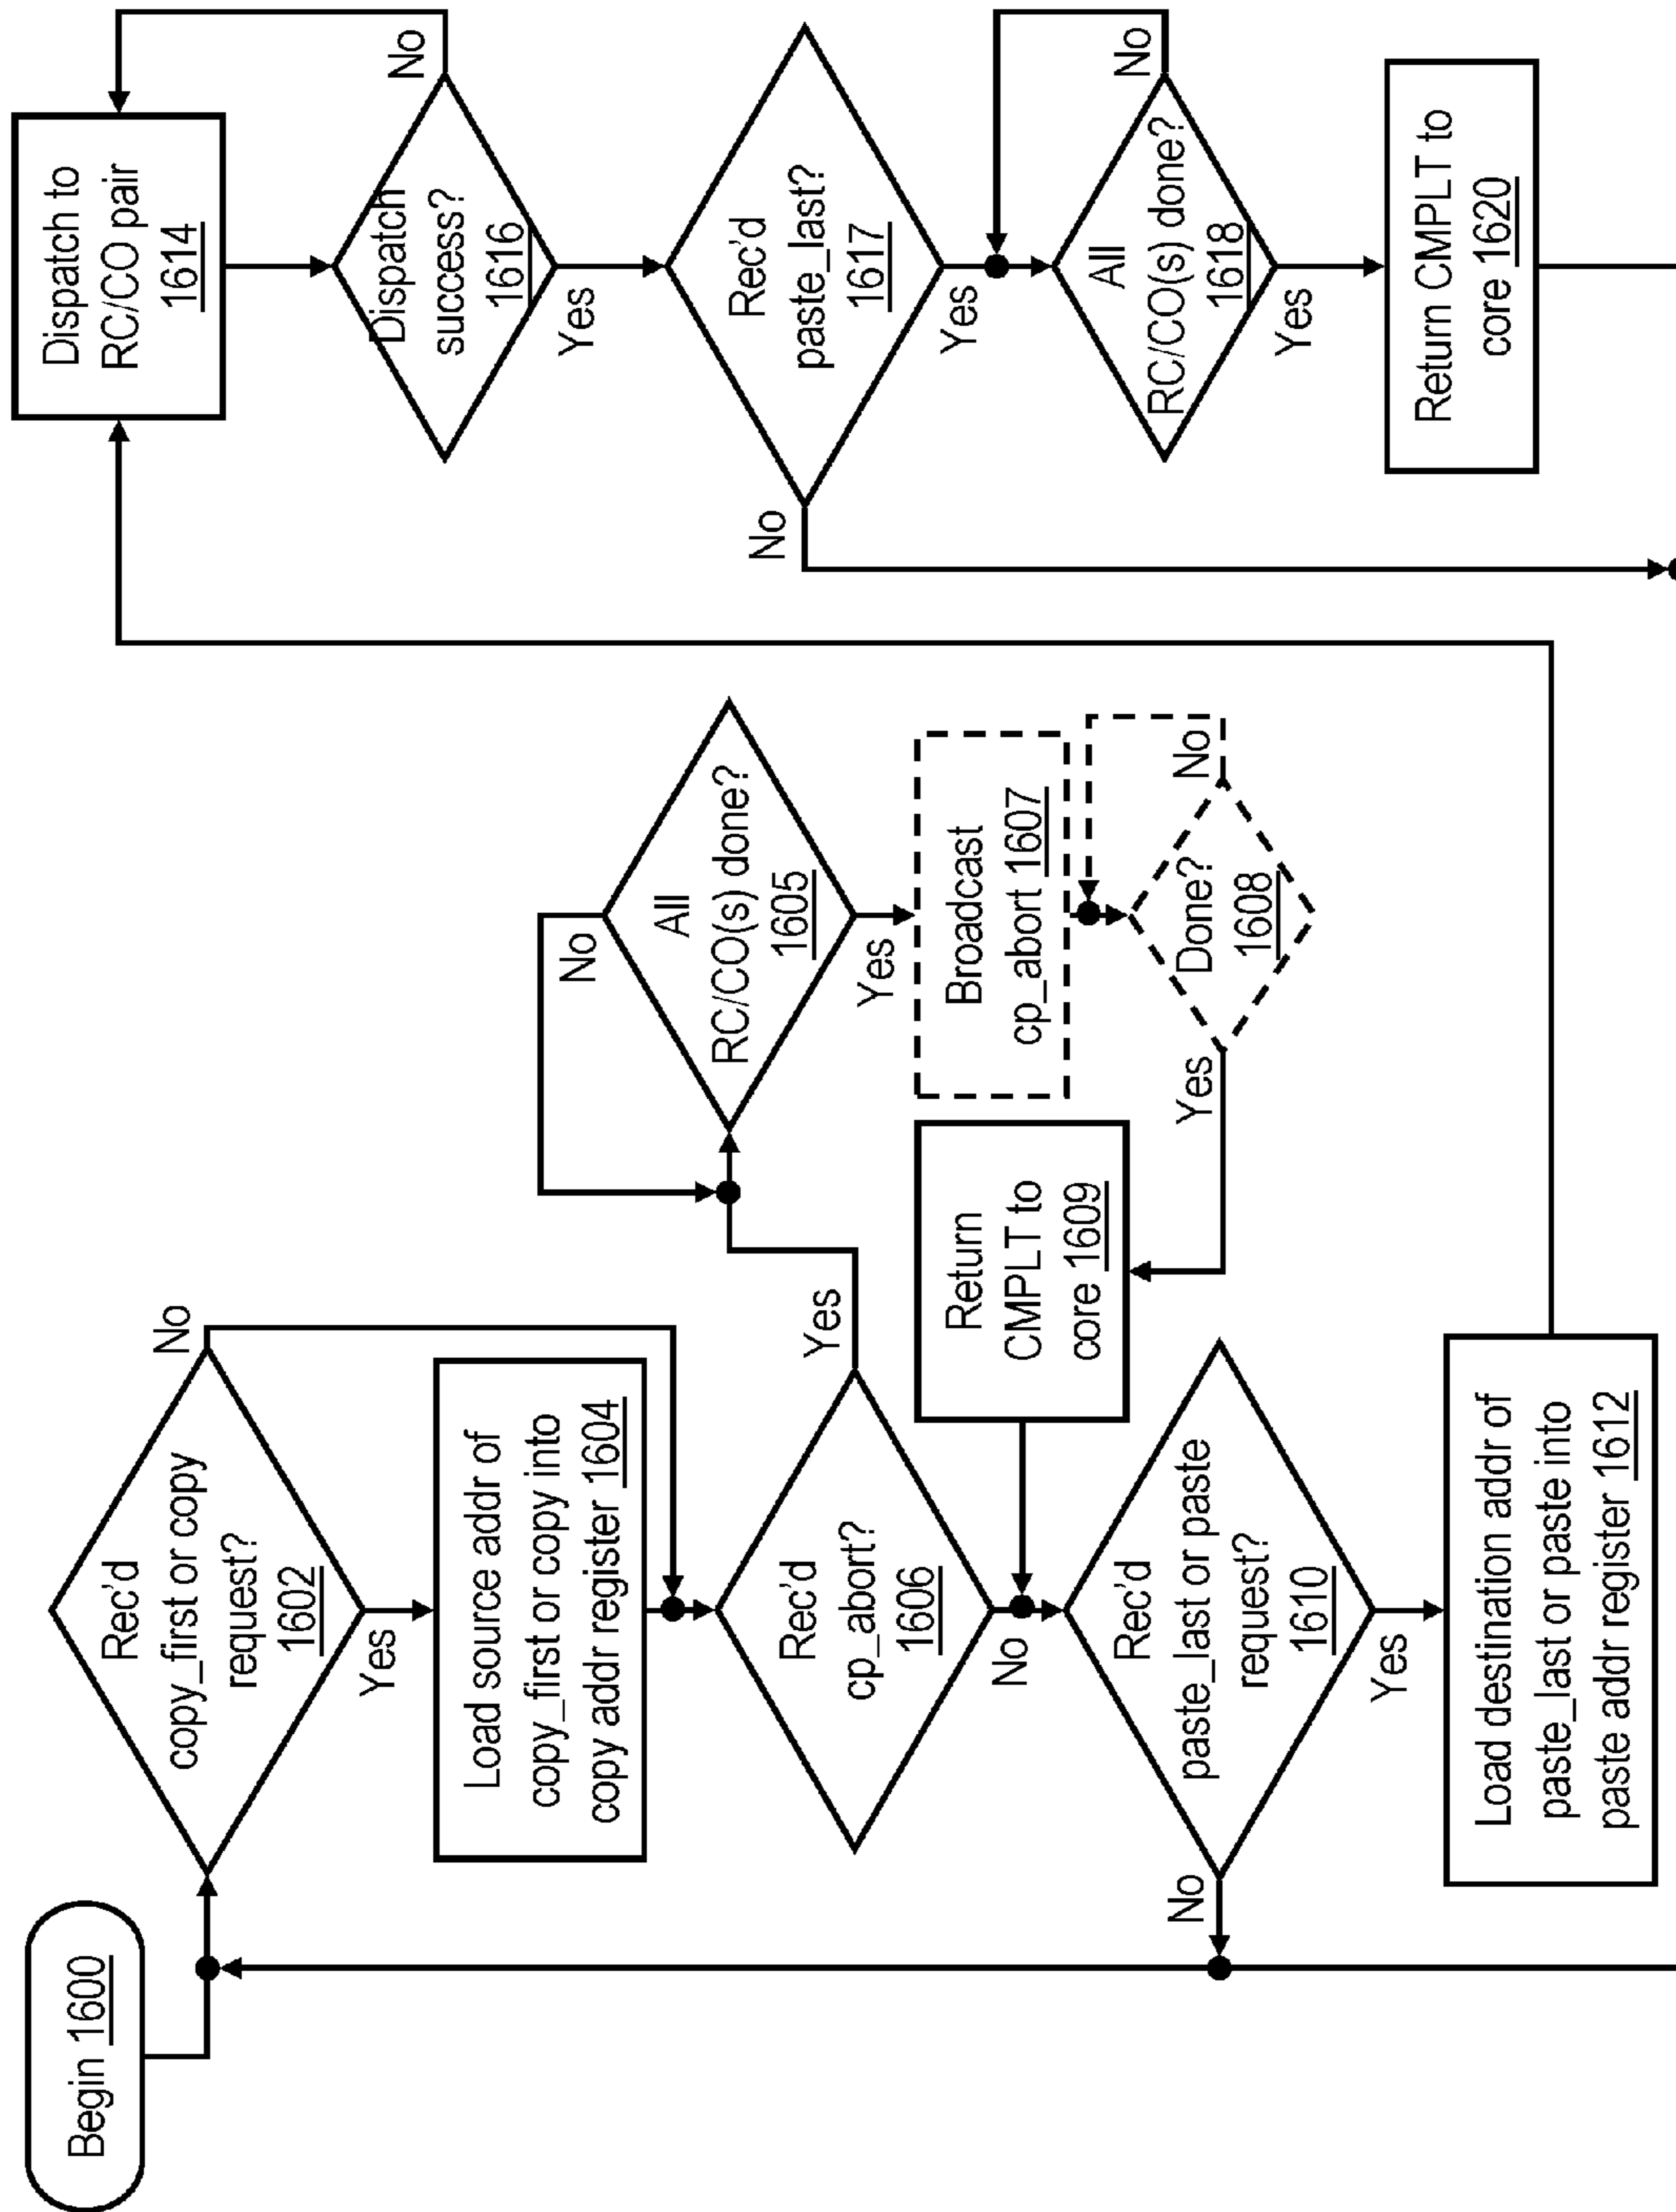 Begin 1600
Rec'd
copy_first or copy
request?
1602
No
Yes
Load source addr of
copy_first or copy into
copy addr register 1604
Rec'd
cp_abort?
1606
Yes
No
All
RC/CO(s) done?
1605
No
Yes
Broadcast
cp_abort 1607
Done?
1608
No
Yes
Return
CMPLT to
core 1609
Rec'd
paste_last or paste
request?
1610
No
Yes
Load destination addr of
paste_last or paste into
paste addr register 1612
Dispatch to
RC/CO pair
1614
Dispatch
success?
1616
No
Yes
Rec'd
paste_last?
1617
No
Yes
All
RC/CO(s) done?
1618
No
Yes
Return CMPLT to
core 1620